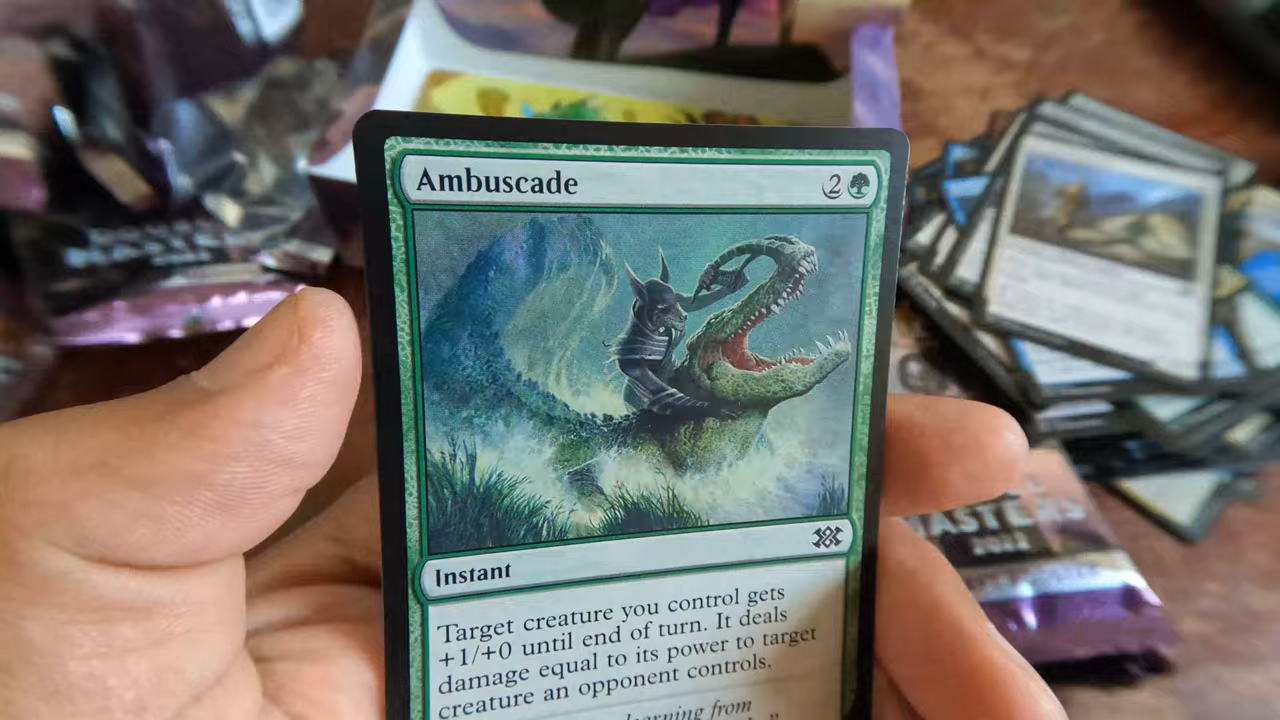 Ambuscade
2
Instant
Target creature you control gets
+1/+0 until end of turn. It deals
damage equal to its power to target
creature an opponent controls.
learning from
MASTERS
2022